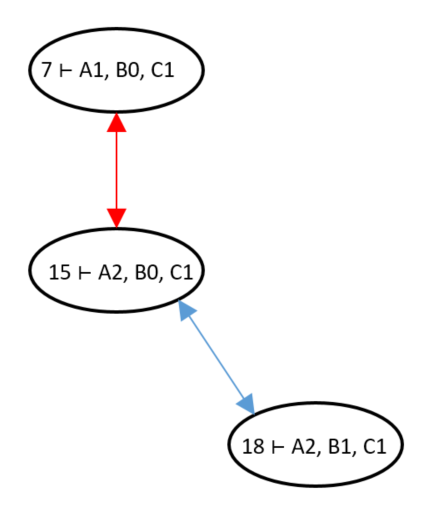 7 ⊢ A1, B0, C1
15 ⊢ A2, B0, C1
18 ⊢ A2, B1, C1